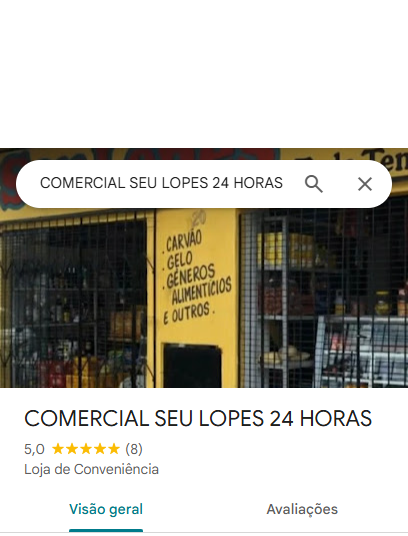 COMERCIAL SEU LOPES 24 HORAS
· CARVÃO
· GELO
· GÊNEROS
ALIMENTÍCIOS
E OUTROS.
COMERCIAL SEU LOPES 24 HORAS
5,0 ★★★★★ (8)
Loja de Conveniência
Visão geral Avaliações